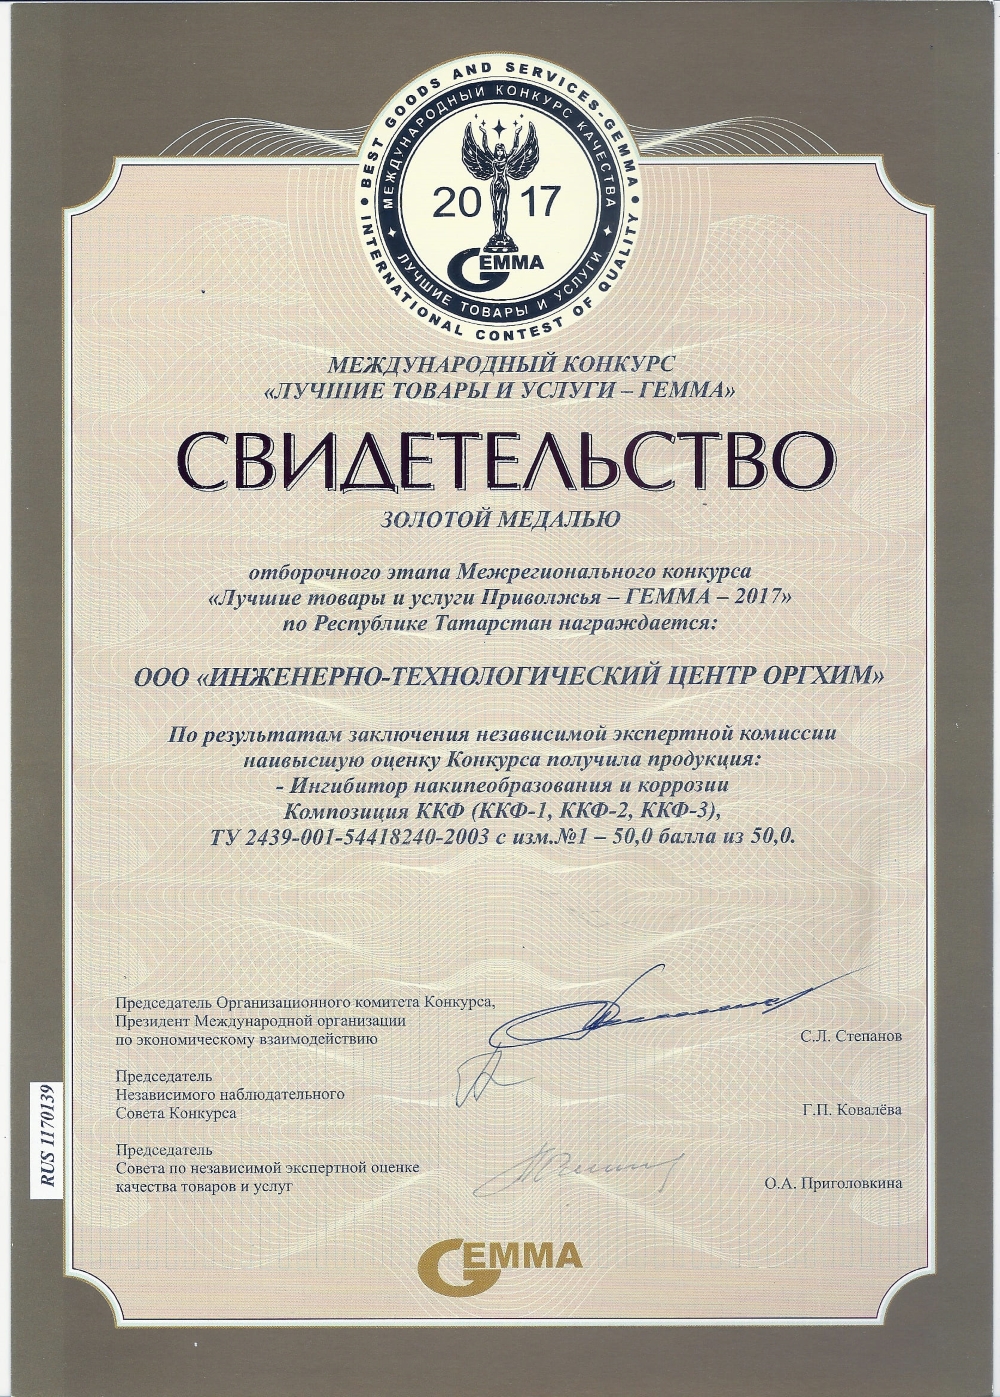 INTERNATIONAL CONTEST OF QUALITY • BEST GOODS AND SERVICES-GEMMA •
МЕЖДУНАРОДНЫЙ КОНКУРС КАЧЕСТВА
ЛУЧШИЕ ТОВАРЫ И УСЛУГИ
2017
GEMMA
МЕЖДУНАРОДНЫЙ КОНКУРС
«ЛУЧШИЕ ТОВАРЫ И УСЛУГИ – ГЕММА»
СВИДЕТЕЛЬСТВО
ЗОЛОТОЙ МЕДАЛЬЮ
отборочного этапа Межрегионального конкурса
«Лучшие товары и услуги Приволжья – ГЕММА – 2017»
по Республике Татарстан награждается:
ООО «ИНЖЕНЕРНО-ТЕХНОЛОГИЧЕСКИЙ ЦЕНТР ОРГХИМ»
По результатам заключения независимой экспертной комиссии
наивысшую оценку Конкурса получила продукция:
- Ингибитор накипеобразования и коррозии
Композиция ККФ (ККФ-1, ККФ-2, ККФ-3),
ТУ 2439-001-54418240-2003 с изм.№1 – 50,0 балла из 50,0.
Председатель Организационного комитета Конкурса,
Президент Международной организации
по экономическому взаимодействию
С.Л. Степанов
Председатель
Независимого наблюдательного
Совета Конкурса
Г.П. Ковалёва
Председатель
Совета по независимой экспертной оценке
качества товаров и услуг
О.А. Приголовкина
RUS 1170139
GEMMA